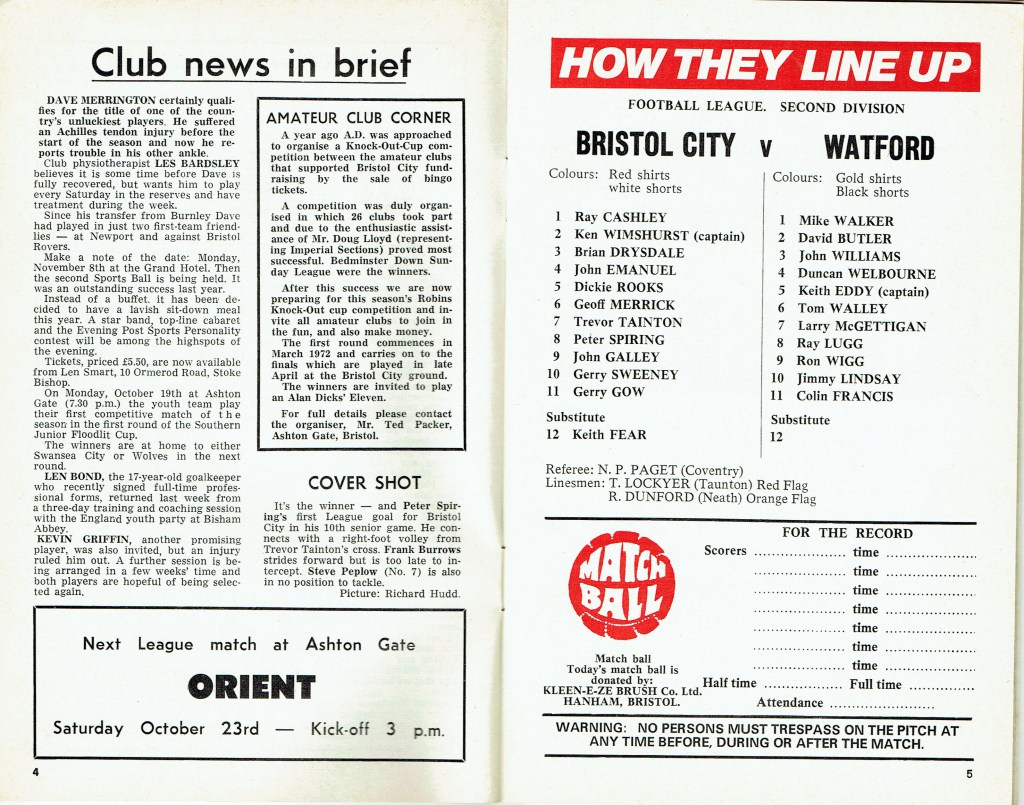 Club news in brief
DAVE MERRINGTON certainly quali-
fies for the title of one of the coun-
try's unluckiest players. He suffered
an Achilles tendon injury before the
start of the season and now he re-
ports trouble in his other ankle.
Club physiotherapist LES BARDSLEY
believes it is some time before Dave is
fully recovered, but wants him to play
every Saturday in the reserves and have
treatment during the week.
Since his transfer from Burnley Dave
had played in just two first-team friend-
lies — at Newport and against Bristol
Rovers.
Make a note of the date: Monday,
November 8th at the Grand Hotel. Then
the second Sports Ball is being held. It
was an outstanding success last year.
Instead of a buffet. it has been de-
cided to have a lavish sit-down meal
this year. A star band, top-line cabaret
and the Evening Post Sports Personality
contest will be among the highspots of
the evening.
Tickets, priced £5.50, are now available
from Len Smart, 10 Ormerod Road, Stoke
Bishop.
On Monday, October 19th at Ashton
Gate (7.30 p.m.) the youth team play
their first competitive match of the
season in the first round of the Southern
Junior Floodlit Cup.
The winners are at home to either
Swansea City or Wolves in the next
round.
LEN BOND, the 17-year-old goalkeeper
who recently signed full-time profes-
sional forms, returned last week from
a three-day training and coaching session
with the England youth party at Bisham
Abbey.
KEVIN GRIFFIN, another promising
player, was also invited, but an injury
ruled him out. A further session is be-
ing arranged in a few weeks' time and
both players are hopeful of being selec-
ted again.
AMATEUR CLUB CORNER
A year ago A.D. was approached
to organise a Knock-Out-Cup com-
petition between the amateur clubs
that supported Bristol City fund-
raising by the sale of bingo
tickets.
A competition was duly organ-
ised in which 26 clubs took part
and due to the enthusiastic assist-
ance of Mr. Doug Lloyd (represent-
ing Imperial Sections) proved most
successful. Bedminster Down Sun-
day League were the winners.
After this success we are now
preparing for this season's Robins
Knock-Out cup competition and in-
vite all amateur clubs to join in
the fun, and also make money.
The first round commences in
March 1972 and carries on to the
finals which are played in late
April at the Bristol City ground.
The winners are invited to play
an Alan Dicks' Eleven.
For full details please contact
the organiser, Mr. Ted Packer,
Ashton Gate, Bristol.
COVER SHOT
It's the winner — and Peter Spir-
ing's first League goal for Bristol
City in his 10th senior game. He con-
nects with a right-foot volley from
Trevor Tainton's cross. Frank Burrows
strides forward but is too late to in-
tercept. Steve Peplow (No. 7) is also
in no position to tackle.
Picture: Richard Hudd.
Next League match at Ashton Gate
ORIENT
Saturday October 23rd — Kick-off 3 p.m.
4
HOW THEY LINE UP
FOOTBALL LEAGUE. SECOND DIVISION
BRISTOL CITY v WATFORD
Colours: Red shirts
white shorts
1 Ray CASHLEY
2 Ken WIMSHURST (captain)
3 Brian DRYSDALE
4 John EMANUEL
5 Dickie ROOKS
6 Geoff MERRICK
7 Trevor TAINTON
8 Peter SPIRING
9 John GALLEY
10 Gerry SWEENEY
11 Gerry GOW
Substitute
12 Keith FEAR
Colours: Gold shirts
Black shorts
1 Mike WALKER
2 David BUTLER
3 John WILLIAMS
4 Duncan WELBOURNE
5 Keith EDDY (captain)
6 Tom WALLEY
7 Larry McGETTIGAN
8 Ray LUGG
9 Ron WIGG
10 Jimmy LINDSAY
11 Colin FRANCIS
Substitute
12
Referee: N. P. PAGET (Coventry)
Linesmen: T. LOCKYER (Taunton) Red Flag
R. DUNFORD (Neath) Orange Flag
MATCH
BALL
Match ball
Today's match ball is
donated by:
KLEEN-E-ZE BRUSH Co. Ltd.
HANHAM, BRISTOL.
FOR THE RECORD
Scorers .................... time ....................
.................... time ....................
.................... time ....................
.................... time ....................
.................... time ....................
.................... time ....................
.................... time ....................
Half time .................... Full time ....................
Attendance ........................
WARNING: NO PERSONS MUST TRESPASS ON THE PITCH AT
ANY TIME BEFORE, DURING OR AFTER THE MATCH.
5